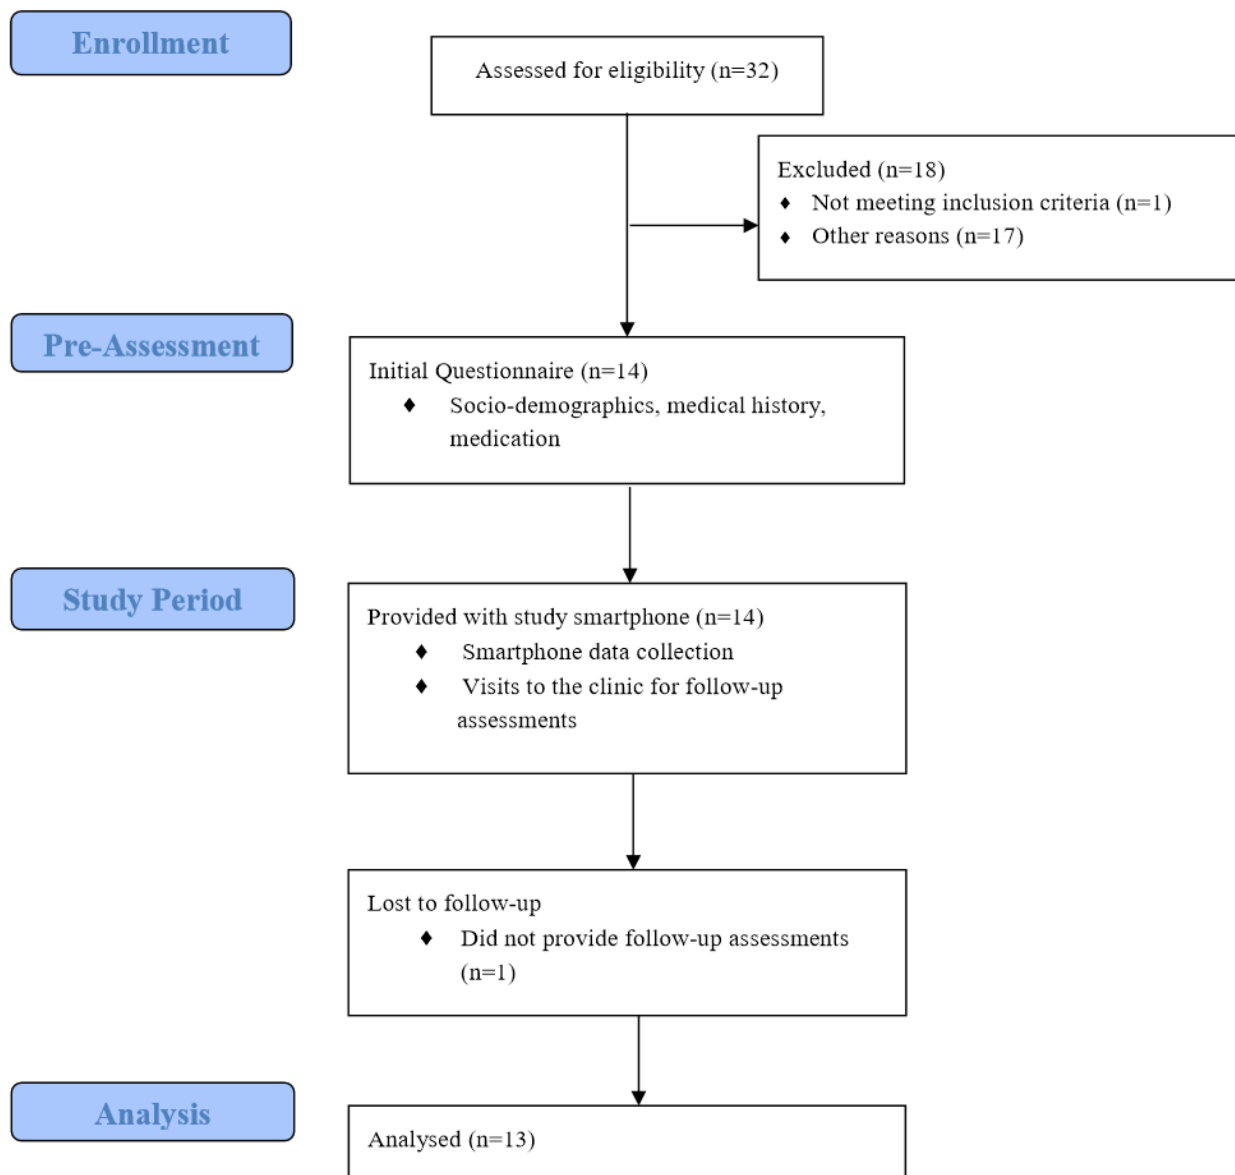 Enrollment
Assessed for eligibility (n=32)
Excluded (n=18)
♦ Not meeting inclusion criteria (n=1)
♦ Other reasons (n=17)
Pre-Assessment
Initial Questionnaire (n=14)
♦ Socio-demographics, medical history,
medication
Study Period
Provided with study smartphone (n=14)
♦ Smartphone data collection
♦ Visits to the clinic for follow-up
assessments
Lost to follow-up
♦ Did not provide follow-up assessments
(n=1)
Analysis
Analysed (n=13)